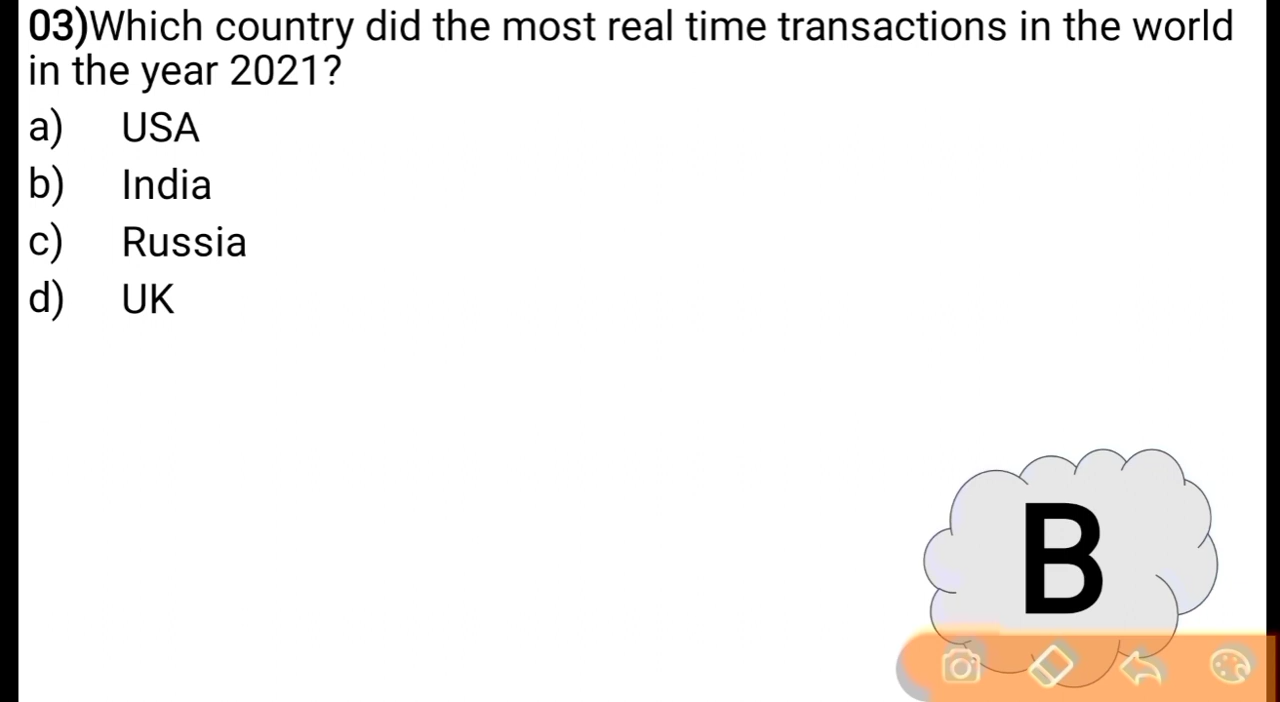 03)Which country did the most real time transactions in the world
in the year 2021?
a) USA
b) India
c) Russia
d) UK
B